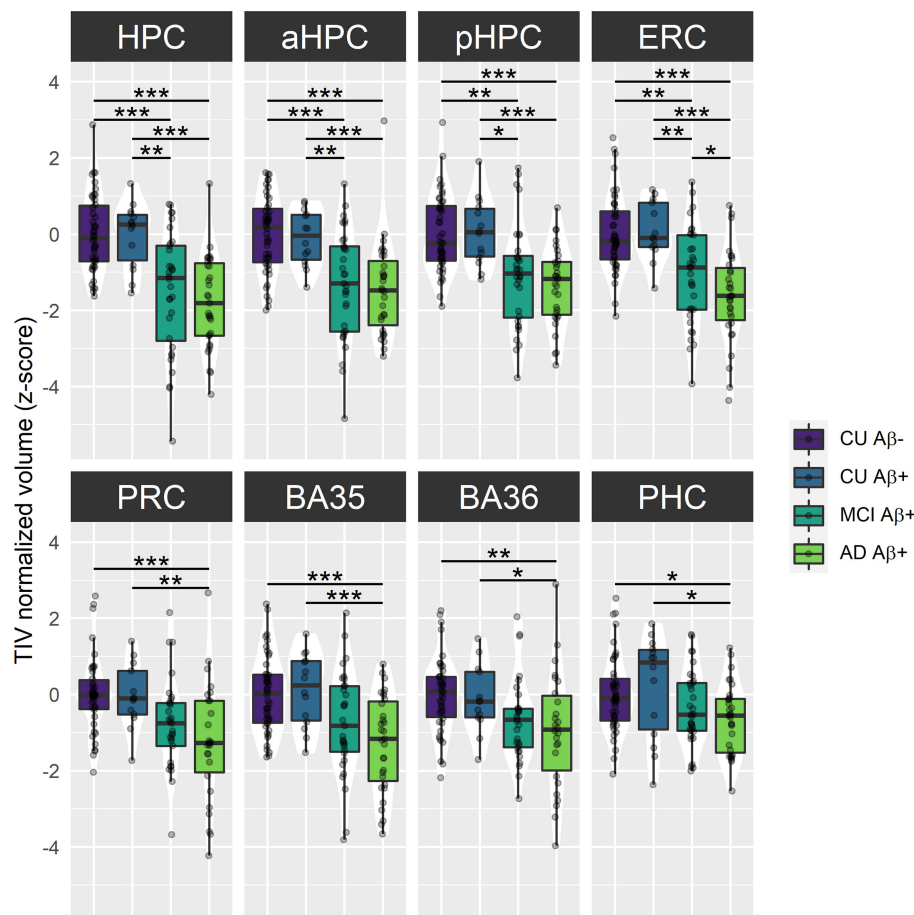 HPC aHPC pHPC ERC
4
*** *** *** ***
*** *** ** **
*** *** *** ***
** ** * **
*
2
0
-2
-4
TIV normalized volume (z-score)
CU Aβ-
CU Aβ+
MCI Aβ+
AD Aβ+
PRC BA35 BA36 PHC
4
*** *** ** *
** *** * *
2
0
-2
-4